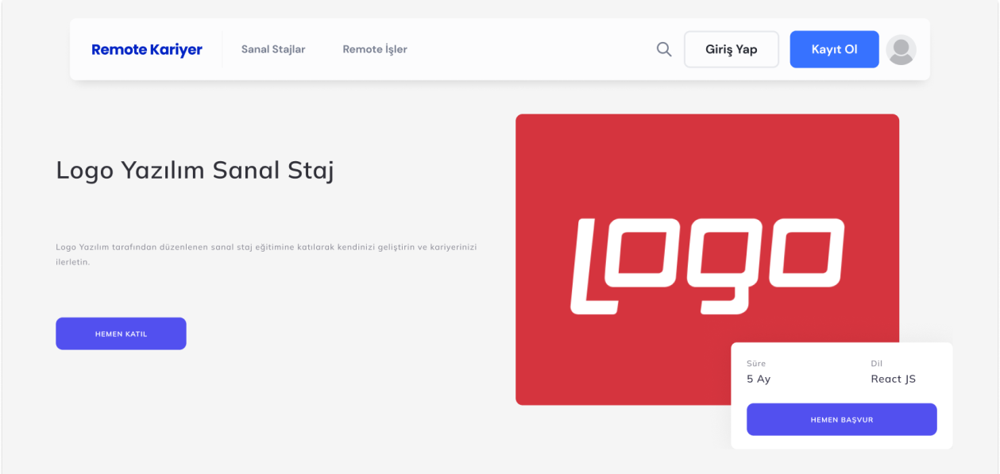 Remote Kariyer
Sanal Stajlar
Remote İşler
Giriş Yap
Kayıt Ol
Logo Yazılım Sanal Staj
Logo Yazılım tarafından düzenlenen sanal staj eğitimine katılarak kendinizi geliştirin ve kariyerinizi
ilerletin.
HEMEN KATIL
Logo
Süre
Dil
5 Ay
React JS
HEMEN BAŞVUR